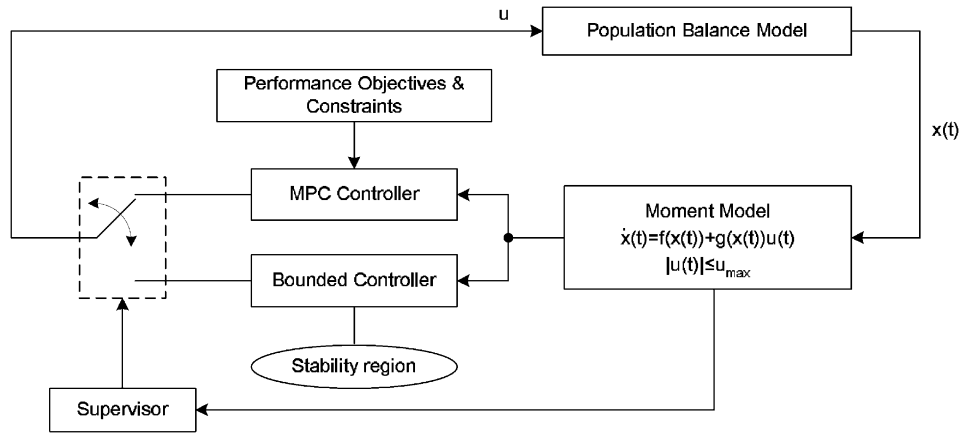 u
Population Balance Model
Performance Objectives &
Constraints
x(t)
MPC Controller
Moment Model
ẋ(t)=f(x(t))+g(x(t))u(t)
|u(t)|≤u_max
Bounded Controller
Stability region
Supervisor